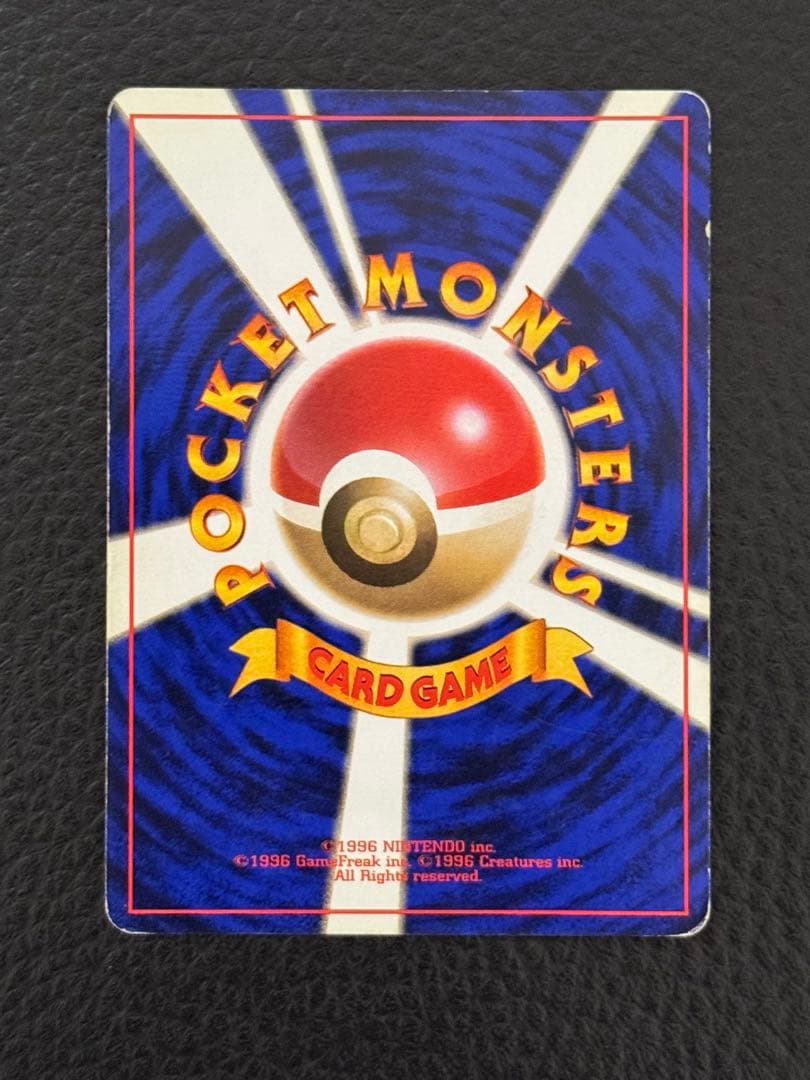 POCKET MONSTERS
CARD GAME
©1996 NINTENDO inc.
©1996 GameFreak inc. ©1996 Creatures inc.
All Rights reserved.